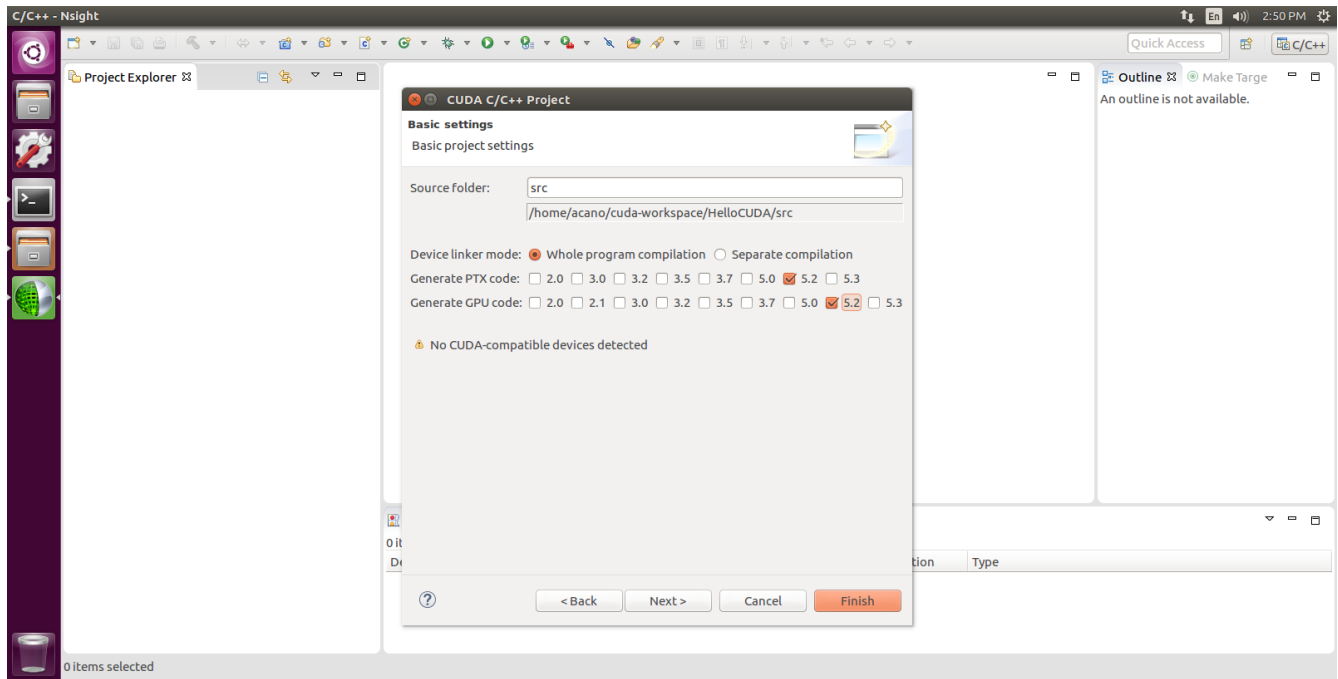 C/C++ - Nsight
En
2:50 PM
Quick Access
C/C++
Project Explorer
Outline
Make Targe
An outline is not available.
CUDA C/C++ Project
Basic settings
Basic project settings
Source folder: src
/home/acano/cuda-workspace/HelloCUDA/src
Device linker mode: Whole program compilation Separate compilation
Generate PTX code: 2.0 3.0 3.2 3.5 3.7 5.0 5.2 5.3
Generate GPU code: 2.0 2.1 3.0 3.2 3.5 3.7 5.0 5.2 5.3
No CUDA-compatible devices detected
0 it
De
tion
Type
< Back Next > Cancel Finish
0 items selected